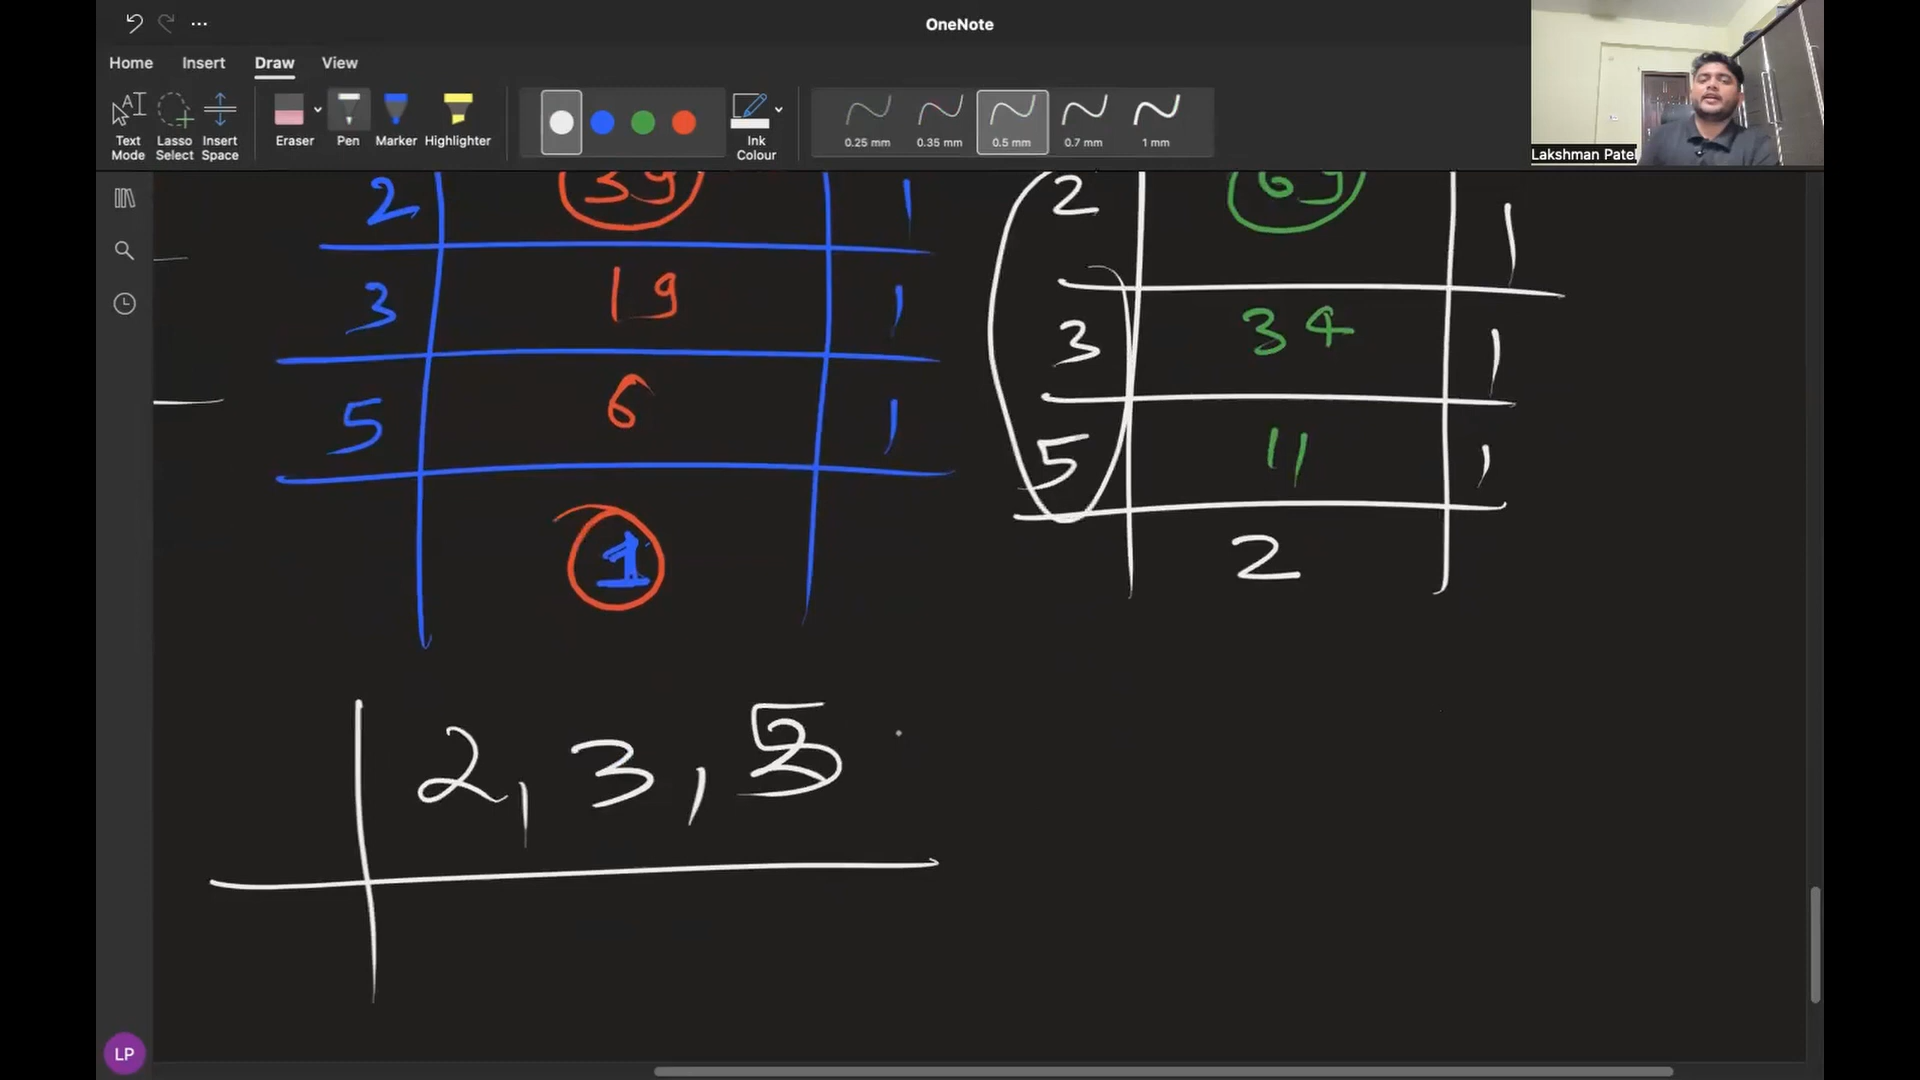 OneNote
Home Insert Draw View
Text Mode
Lasso Select
Insert Space
Eraser
Pen
Marker
Highlighter
Ink Colour
0.25 mm
0.35 mm
0.5 mm
0.7 mm
1 mm
Lakshman Patel
2 39 1
3 19 1
5 6 1
1
2 69 1
3 34 1
5 11 1
2
2, 3, 5
LP